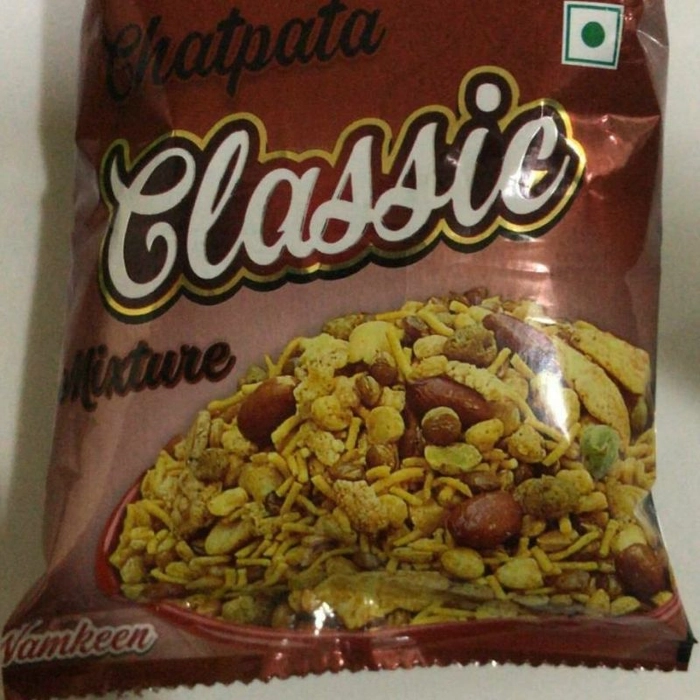 Chatpata
Classic
Mixture
Namkeen